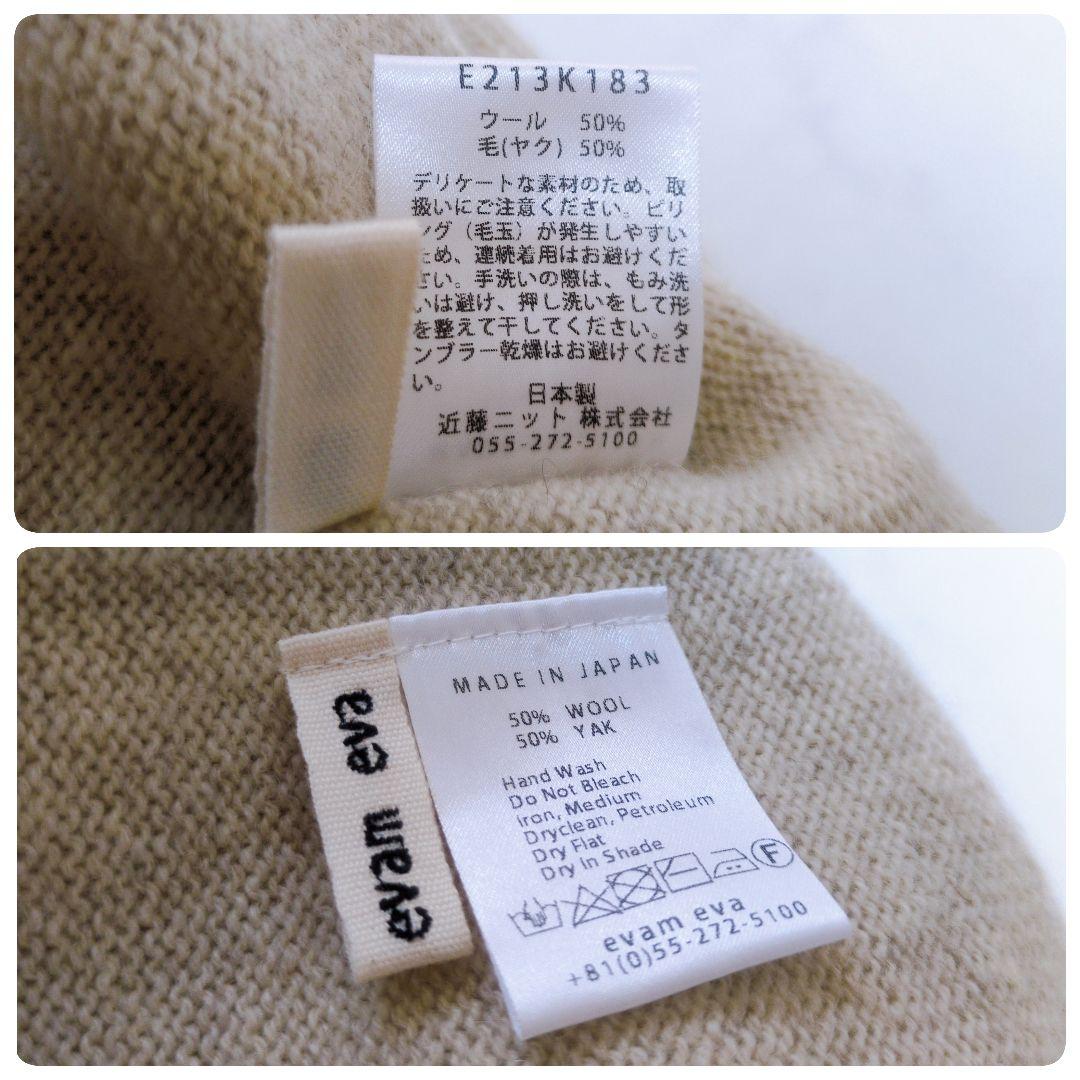 E213K183
ウール 50%
毛(ヤク) 50%
デリケートな素材のため、取
扱いにご注意ください。ピリ
ング（毛玉）が発生しやすい
ため、連続着用はお避けくだ
さい。手洗いの際は、もみ洗
いは避け、押し洗いをして形
を整えて干してください。タ
ンブラー乾燥はお避けくださ
い。
日本製
近藤ニット 株式会社
055-272-5100
evam eva
MADE IN JAPAN
50% WOOL
50% YAK
Hand Wash
Do Not Bleach
Iron, Medium
Dryclean, Petroleum
Dry Flat
Dry In Shade
F
evam eva
+81(0)55-272-5100